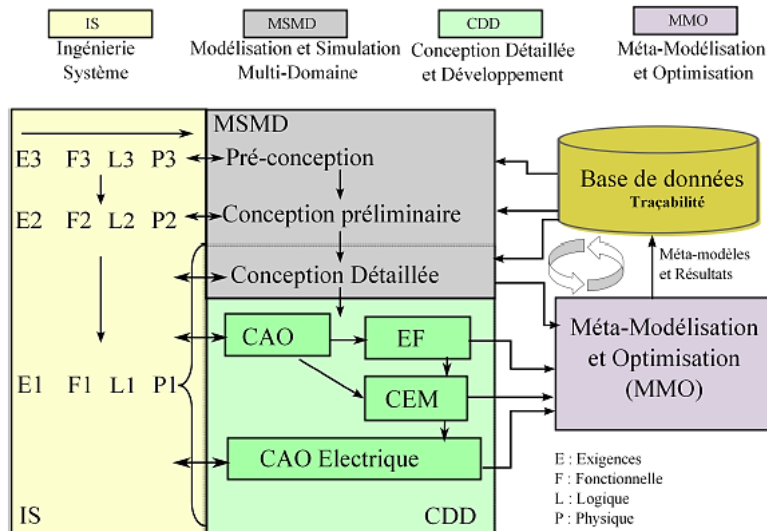 IS
Ingénierie
Système
MSMD
Modélisation et Simulation
Multi-Domaine
CDD
Conception Détaillée
et Développement
MMO
Méta-Modélisation
et Optimisation
MSMD
E3 F3 L3 P3
Pré-conception
E2 F2 L2 P2
Conception préliminaire
Conception Détaillée
CAO
EF
E1 F1 L1 P1
CEM
CAO Electrique
IS
CDD
Base de données
Traçabilité
Méta-modèles
et Résultats
Méta-Modélisation
et Optimisation
(MMO)
E : Exigences
F : Fonctionnelle
L : Logique
P : Physique